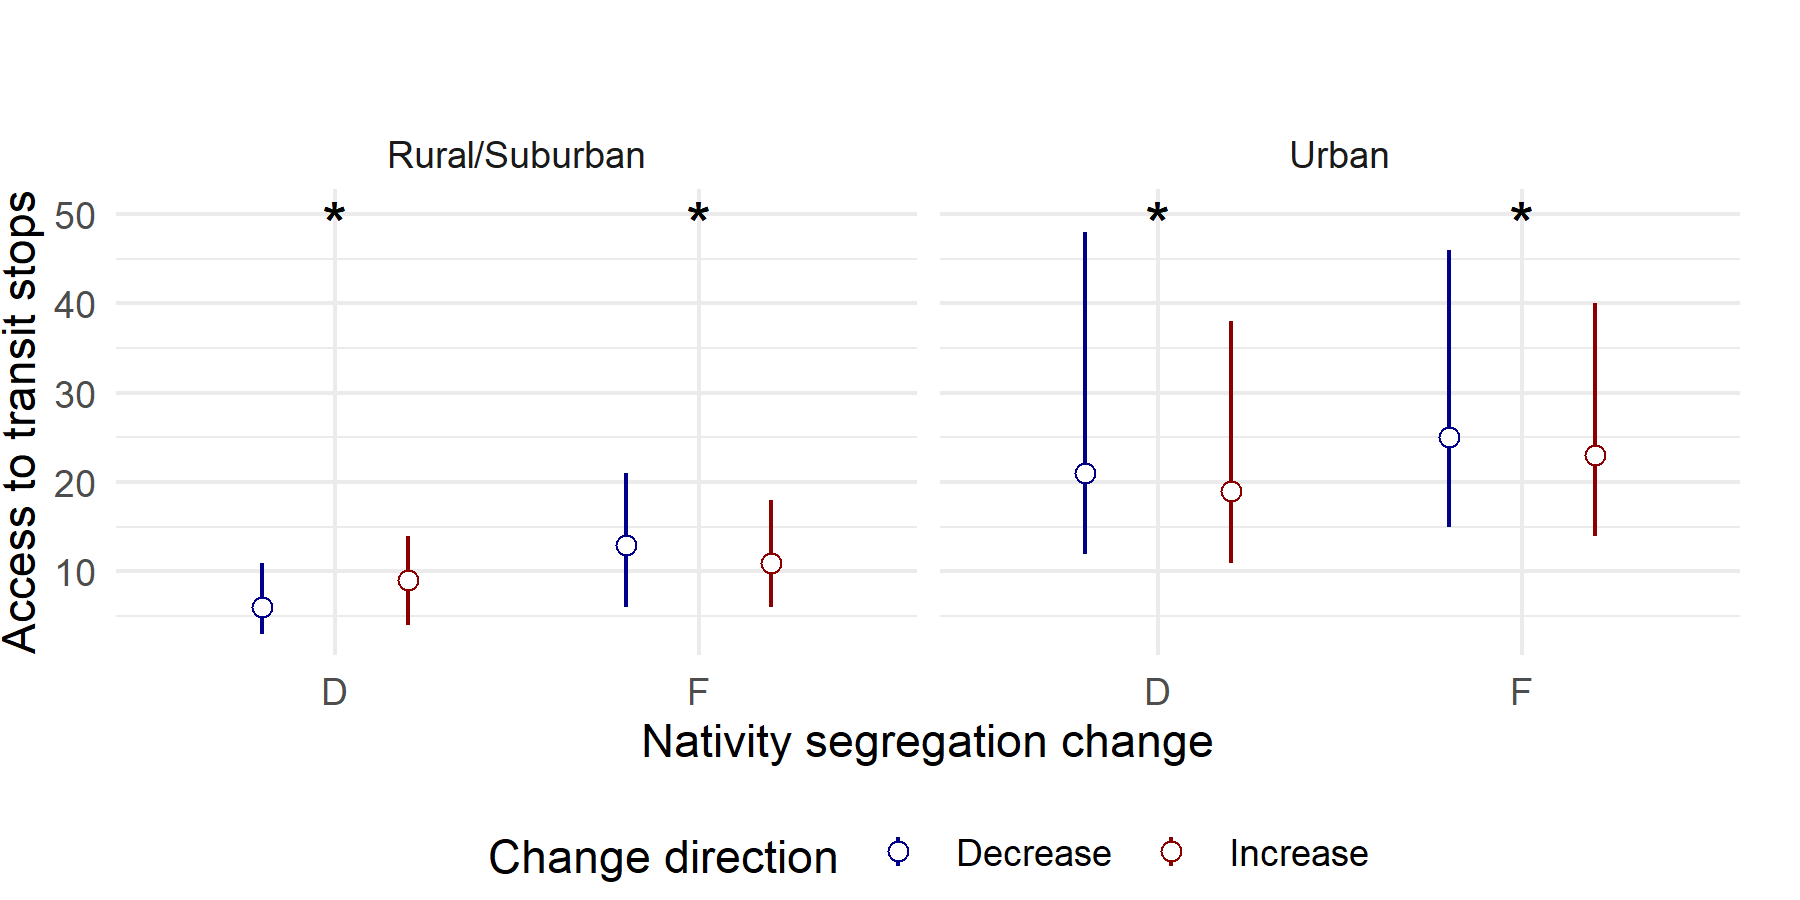 Rural/Suburban
Urban
Access to transit stops
50
40
30
20
10
*
*
*
*
D
F
D
F
Nativity segregation change
Change direction
Decrease
Increase